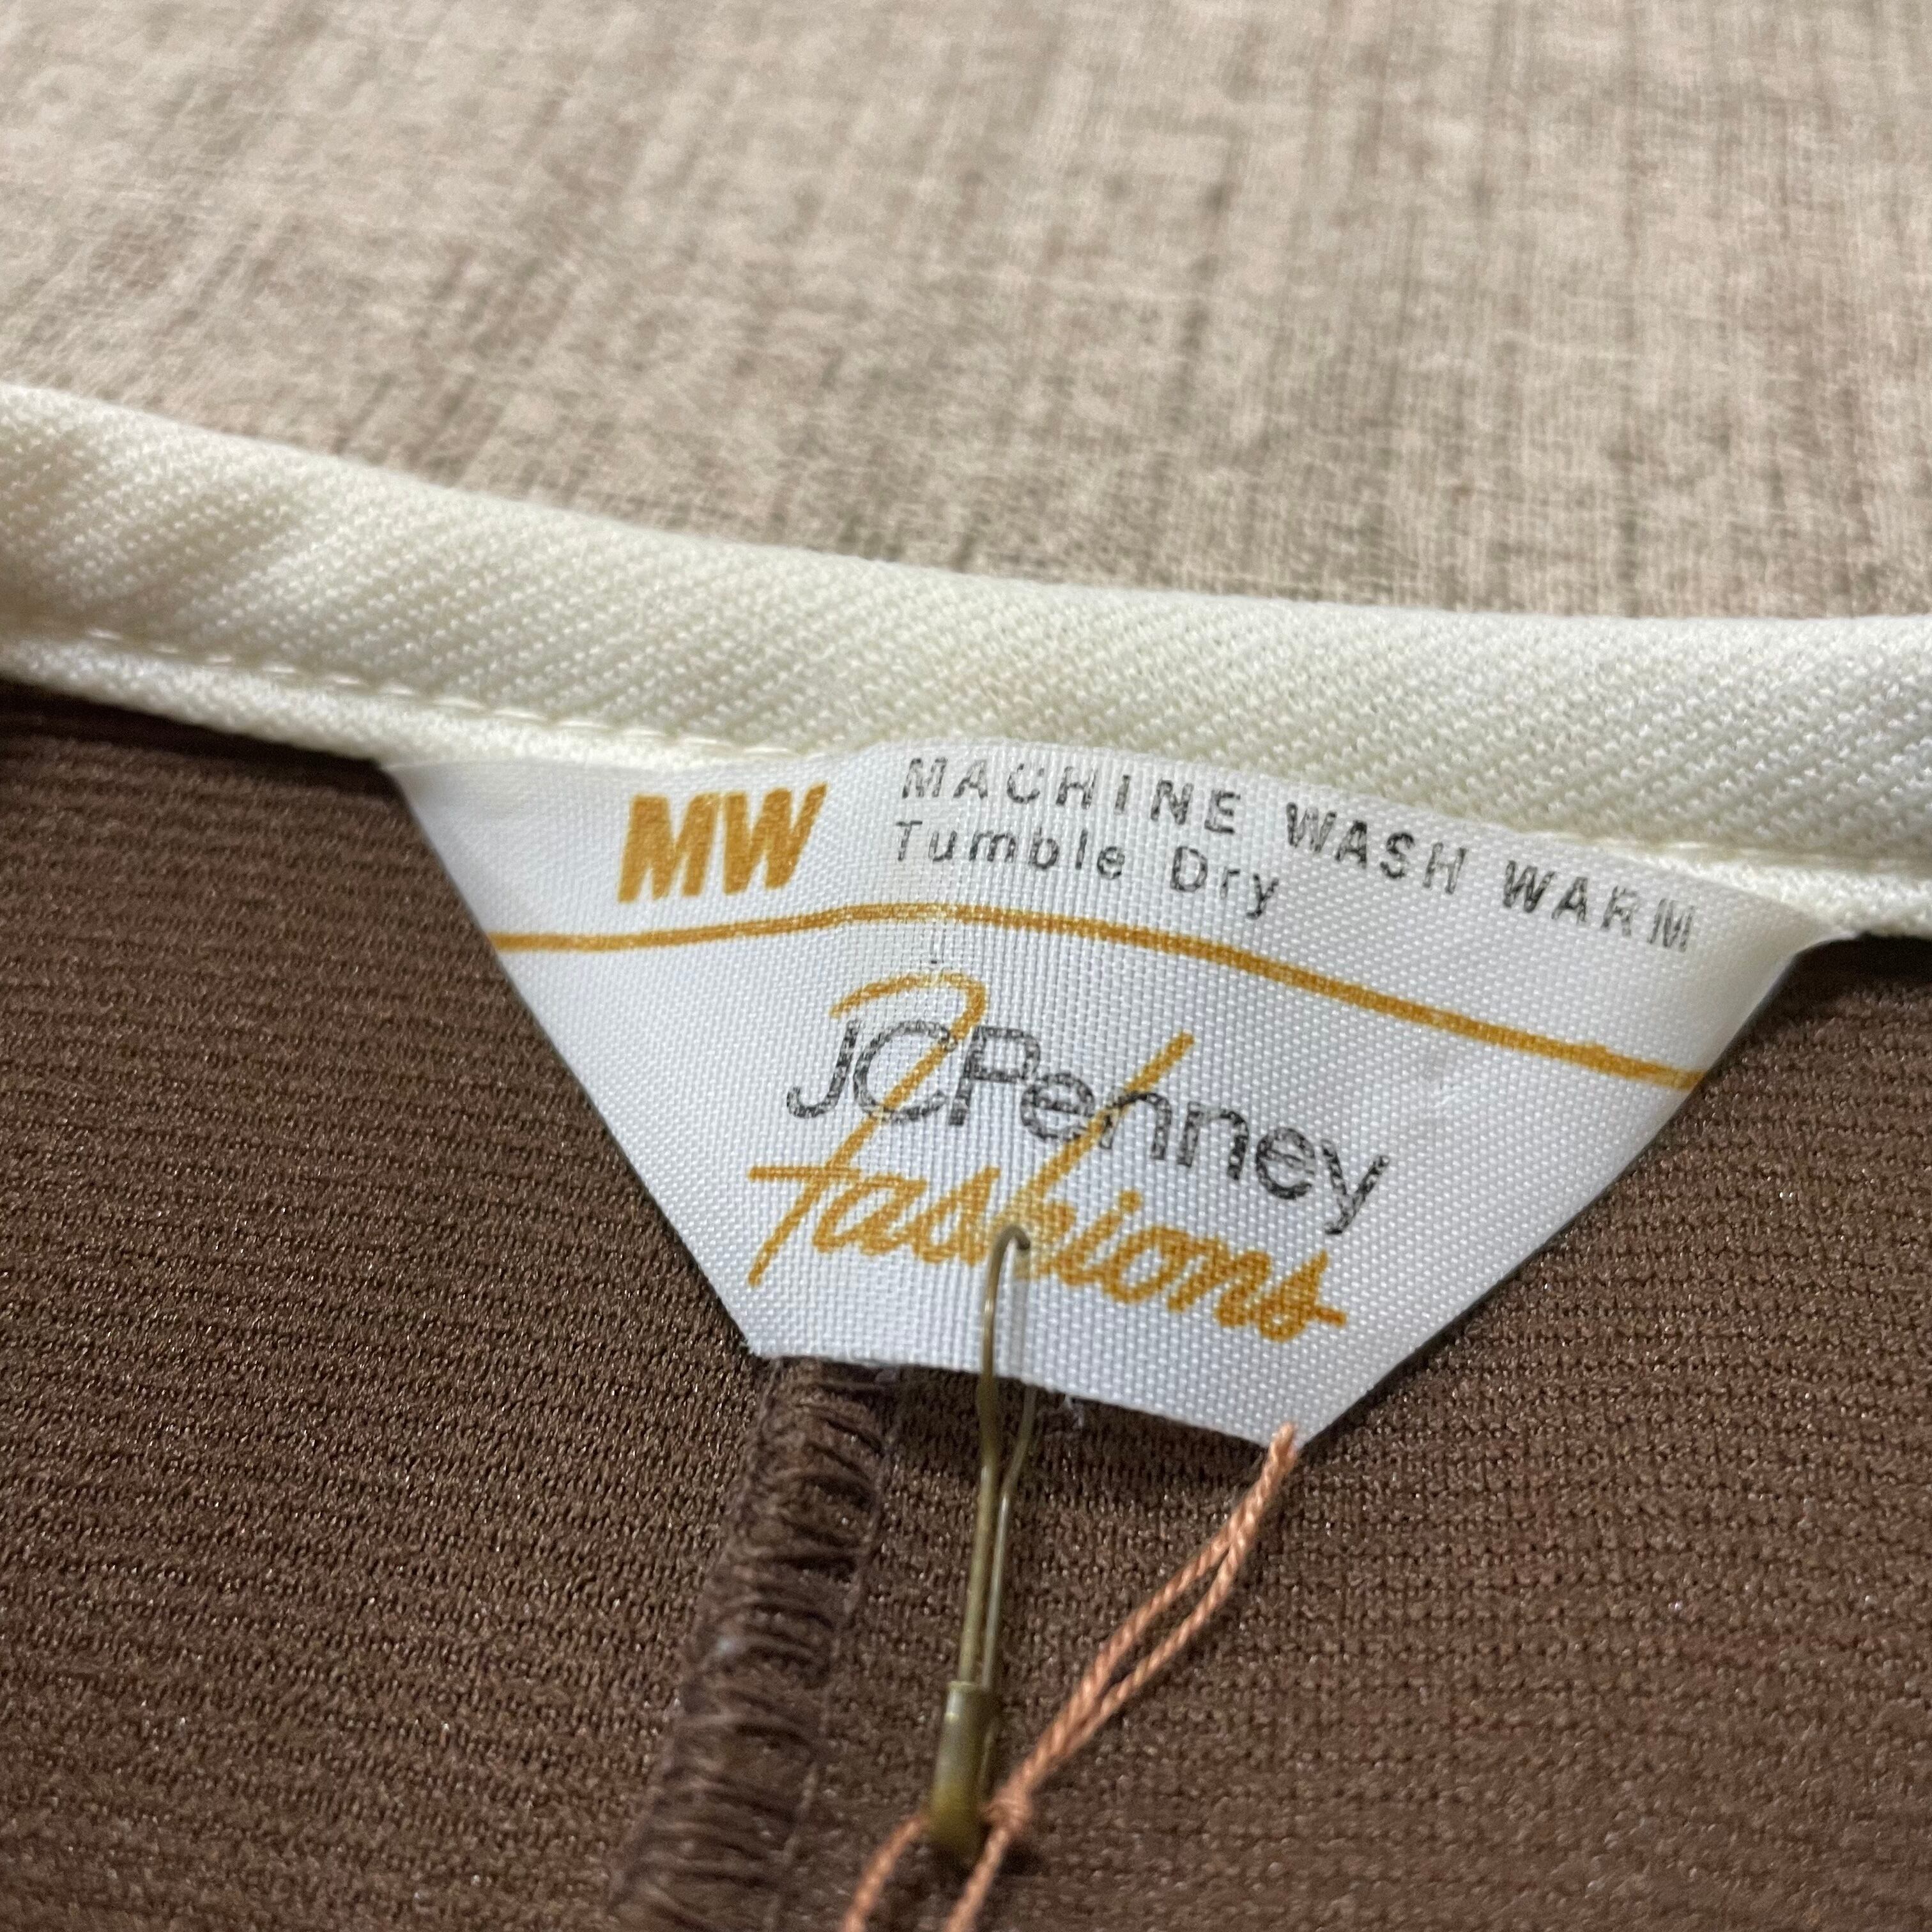 MW MACHINE WASH WARM
Tumble Dry
JCPenney
fashions